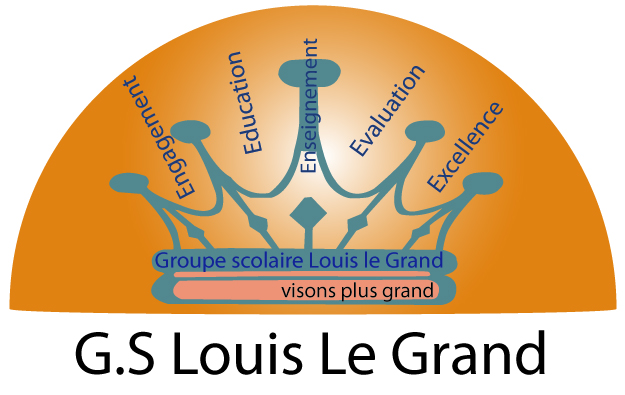 Engagement
Education
Enseignement
Evaluation
Excellence
Groupe scolaire Louis le Grand
visons plus grand
G.S Louis Le Grand